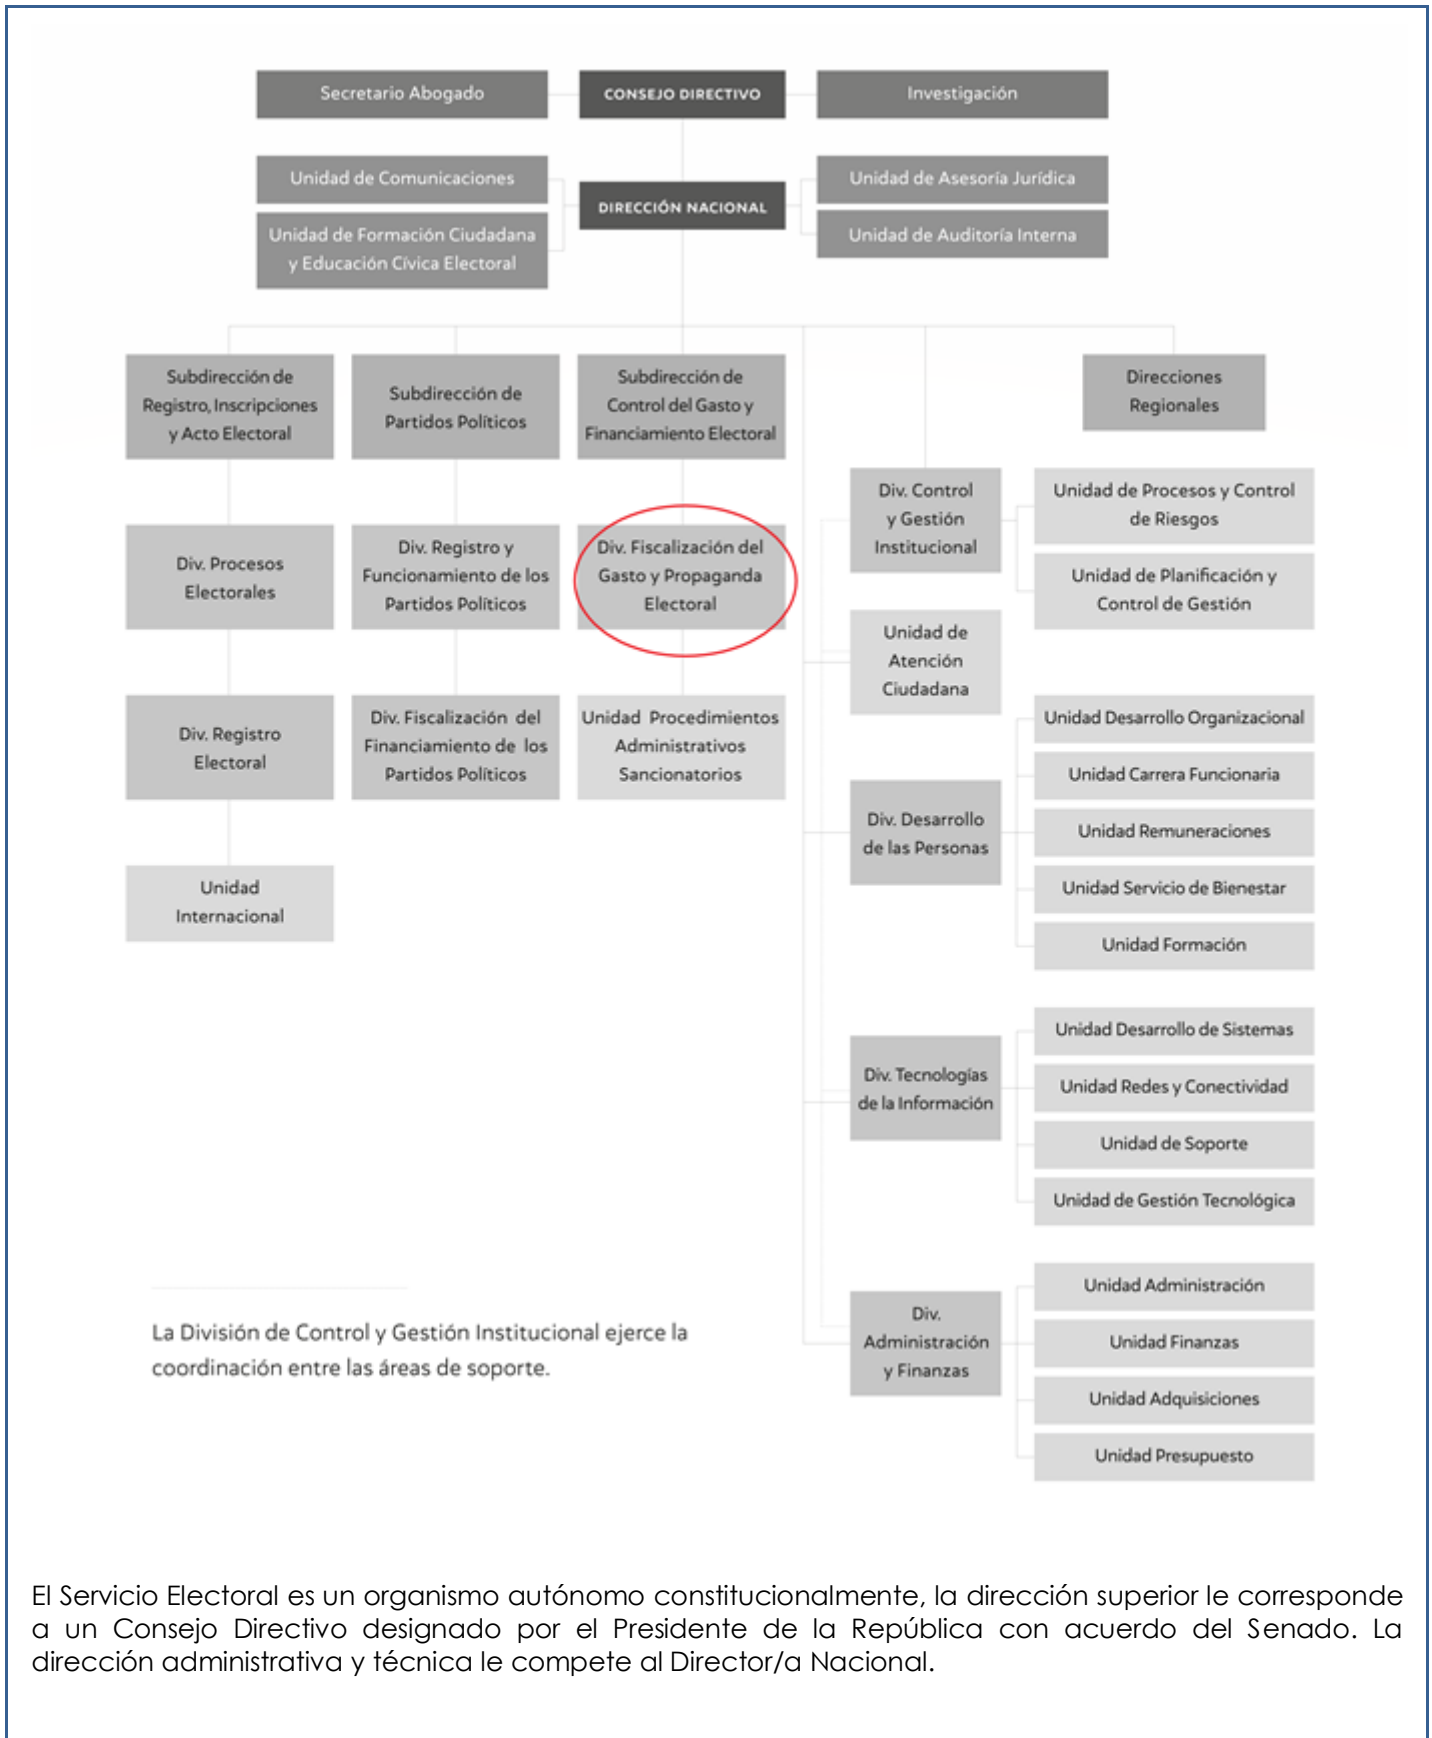 Secretario Abogado
CONSEJO DIRECTIVO
Investigación
Unidad de Comunicaciones
Unidad de Formación Ciudadana
y Educación Cívica Electoral
DIRECCIÓN NACIONAL
Unidad de Asesoría Jurídica
Unidad de Auditoría Interna
Subdirección de
Registro, Inscripciones
y Acto Electoral
Subdirección de
Partidos Políticos
Subdirección de
Control del Gasto y
Financiamiento Electoral
Direcciones
Regionales
Div. Procesos
Electorales
Div. Registro y
Funcionamiento de los
Partidos Políticos
Div. Fiscalización del
Gasto y Propaganda
Electoral
Div. Registro
Electoral
Div. Fiscalización del
Financiamiento de los
Partidos Políticos
Unidad Procedimientos
Administrativos
Sancionatorios
Unidad
Internacional
Div. Control
y Gestión
Institucional
Unidad de Procesos y Control
de Riesgos
Unidad de Planificación y
Control de Gestión
Unidad de
Atención
Ciudadana
Div. Desarrollo
de las Personas
Unidad Desarrollo Organizacional
Unidad Carrera Funcionaria
Unidad Remuneraciones
Unidad Servicio de Bienestar
Unidad Formación
Div. Tecnologías
de la Información
Unidad Desarrollo de Sistemas
Unidad Redes y Conectividad
Unidad de Soporte
Unidad de Gestión Tecnológica
Div.
Administración
y Finanzas
Unidad Administración
Unidad Finanzas
Unidad Adquisiciones
Unidad Presupuesto
La División de Control y Gestión Institucional ejerce la
coordinación entre las áreas de soporte.
El Servicio Electoral es un organismo autónomo constitucionalmente, la dirección superior le corresponde
a un Consejo Directivo designado por el Presidente de la República con acuerdo del Senado. La
dirección administrativa y técnica le compete al Director/a Nacional.